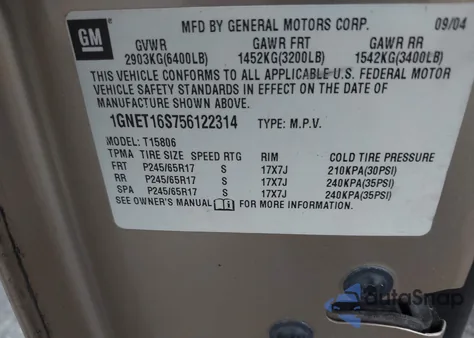 GM
MFD BY GENERAL MOTORS CORP.
09/04
GVWR GAWR FRT GAWR RR
2903KG(6400LB) 1452KG(3200LB) 1542KG(3400LB)
THIS VEHICLE CONFORMS TO ALL APPLICABLE U.S. FEDERAL MOTOR
VEHICLE SAFETY STANDARDS IN EFFECT ON THE DATE OF
MANUFACTURE SHOWN ABOVE.
1GNET16S756122314 TYPE: M.P.V.
MODEL: T15806
TPMA TIRE SIZE SPEED RTG RIM COLD TIRE PRESSURE
FRT P245/65R17 S 17X7J 210KPA(30PSI)
RR P245/65R17 S 17X7J 240KPA(35PSI)
SPA P245/65R17 S 17X7J 240KPA(35PSI)
SEE OWNER'S MANUAL FOR MORE INFORMATION.
AutoSnap